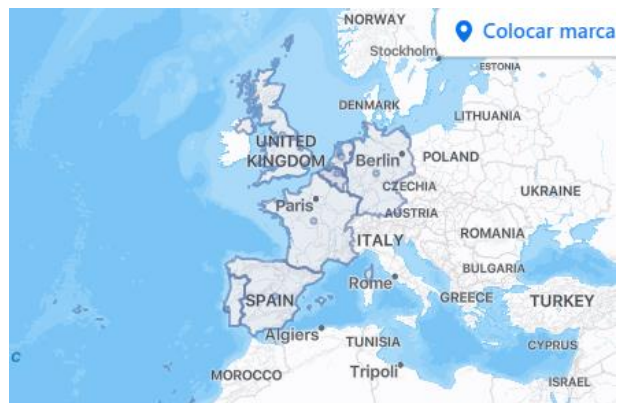 NORWAY
Colocar marca
Stockholm
ESTONIA
DENMARK
LITHUANIA
UNITED
KINGDOM
Berlin
POLAND
CZECHIA
UKRAINE
Paris
AUSTRIA
ITALY
ROMANIA
BULGARIA
Rome
SPAIN
GREECE
TURKEY
Algiers
TUNISIA
CYPRUS
MOROCCO
Tripoli
ISRAEL
C